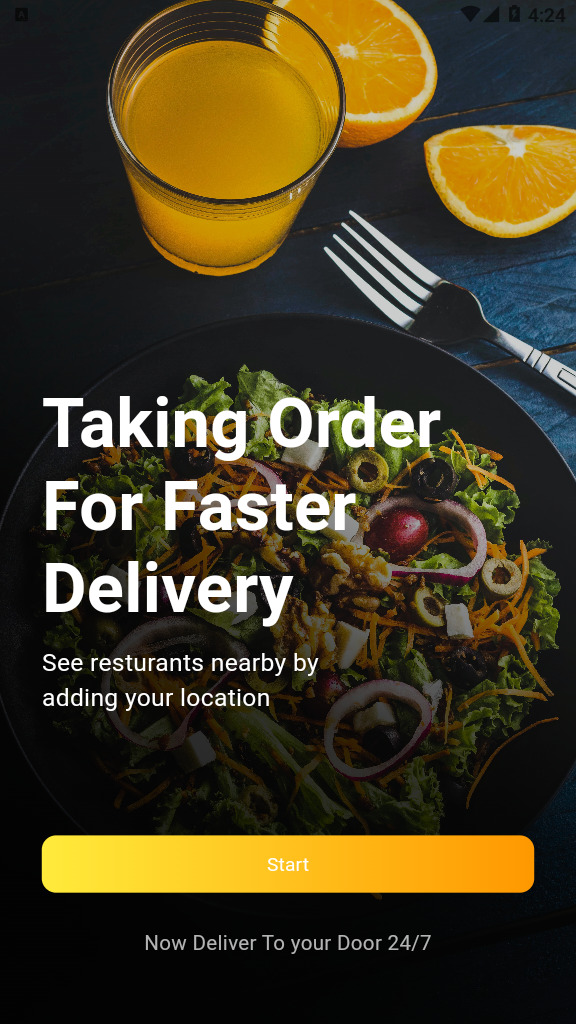 4:24
Taking Order
For Faster
Delivery
See resturants nearby by
adding your location
Start
Now Deliver To your Door 24/7